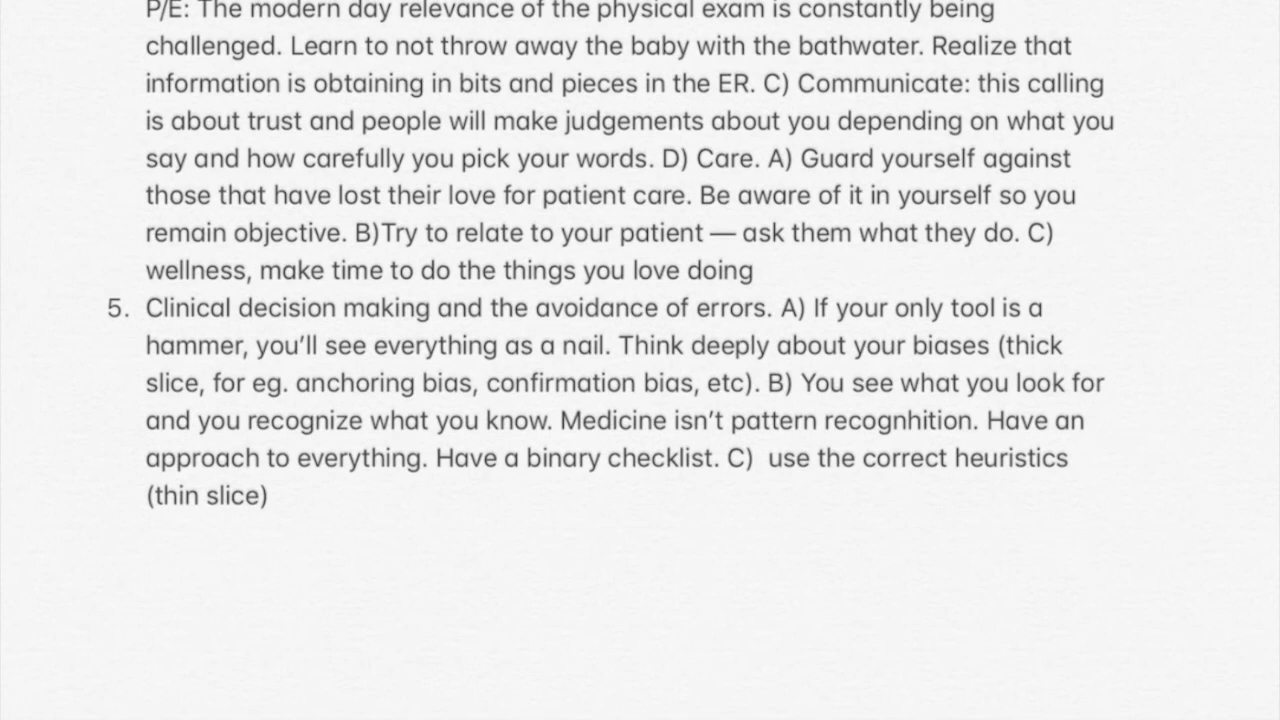 P/E: The modern day relevance of the physical exam is constantly being
challenged. Learn to not throw away the baby with the bathwater. Realize that
information is obtaining in bits and pieces in the ER. C) Communicate: this calling
is about trust and people will make judgements about you depending on what you
say and how carefully you pick your words. D) Care. A) Guard yourself against
those that have lost their love for patient care. Be aware of it in yourself so you
remain objective. B)Try to relate to your patient — ask them what they do. C)
wellness, make time to do the things you love doing
5. Clinical decision making and the avoidance of errors. A) If your only tool is a
hammer, you’ll see everything as a nail. Think deeply about your biases (thick
slice, for eg. anchoring bias, confirmation bias, etc). B) You see what you look for
and you recognize what you know. Medicine isn’t pattern recognhition. Have an
approach to everything. Have a binary checklist. C)  use the correct heuristics
(thin slice)